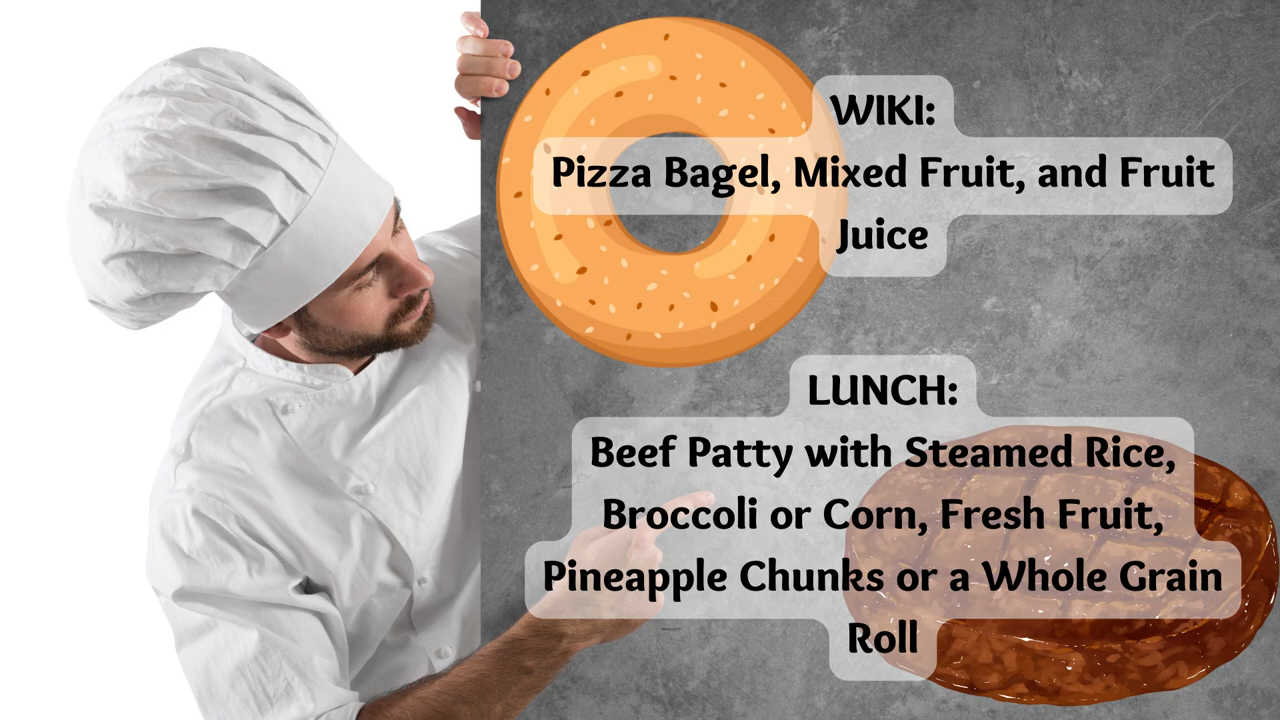 WIKI:
Pizza Bagel, Mixed Fruit, and Fruit
Juice
LUNCH:
Beef Patty with Steamed Rice,
Broccoli or Corn, Fresh Fruit,
Pineapple Chunks or a Whole Grain
Roll